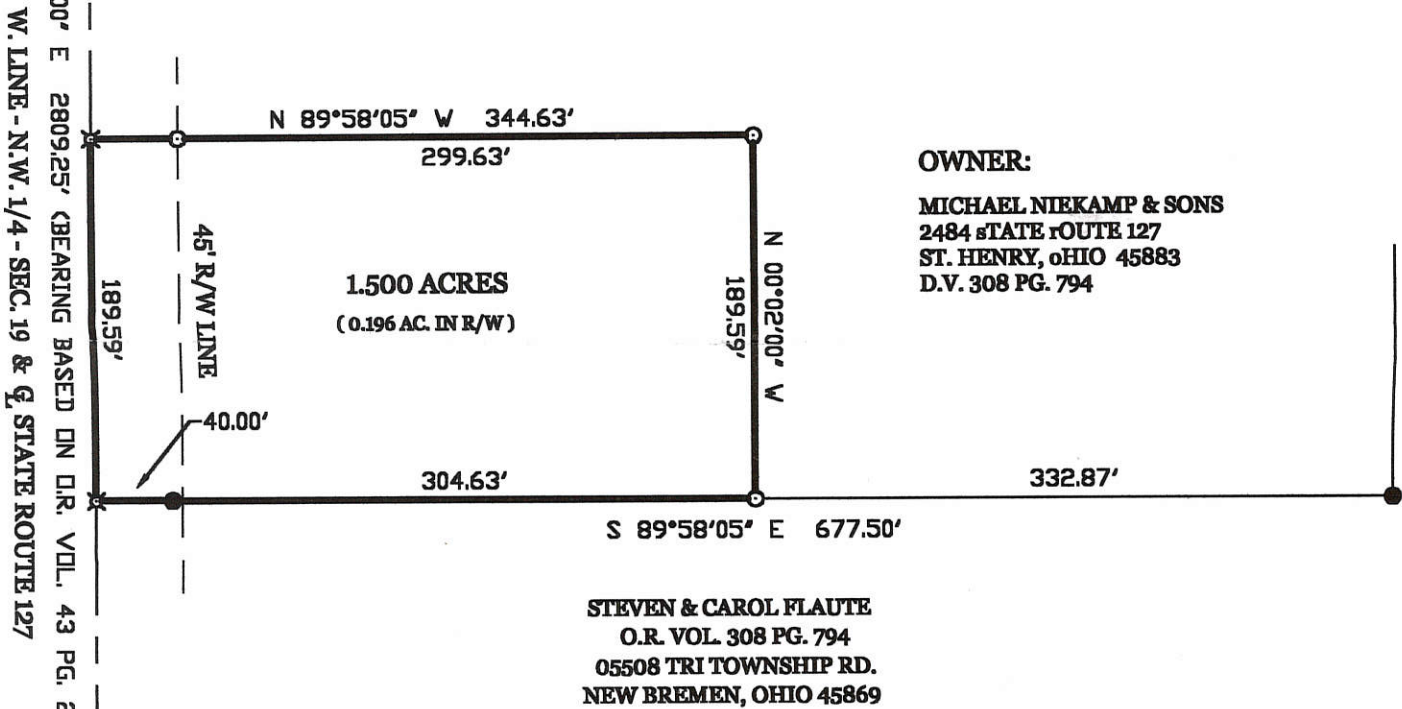 00" E 2809.25' (BEARING BASED ON O.R. VOL. 43 PG.
W. LINE - N.W. 1/4 - SEC. 19 & ℄ STATE ROUTE 127
N 89°58'05" W 344.63'
299.63'
189.59'
45' R/W LINE
1.500 ACRES
( 0.196 AC. IN R/W )
189.59'
N 00°02'00" W
40.00'
304.63'
332.87'
S 89°58'05" E 677.50'
OWNER:
MICHAEL NIEKAMP & SONS
2484 sTATE rOUTE 127
ST. HENRY, oHIO 45883
D.V. 308 PG. 794
STEVEN & CAROL FLAUTE
O.R. VOL. 308 PG. 794
05508 TRI TOWNSHIP RD.
NEW BREMEN, OHIO 45869